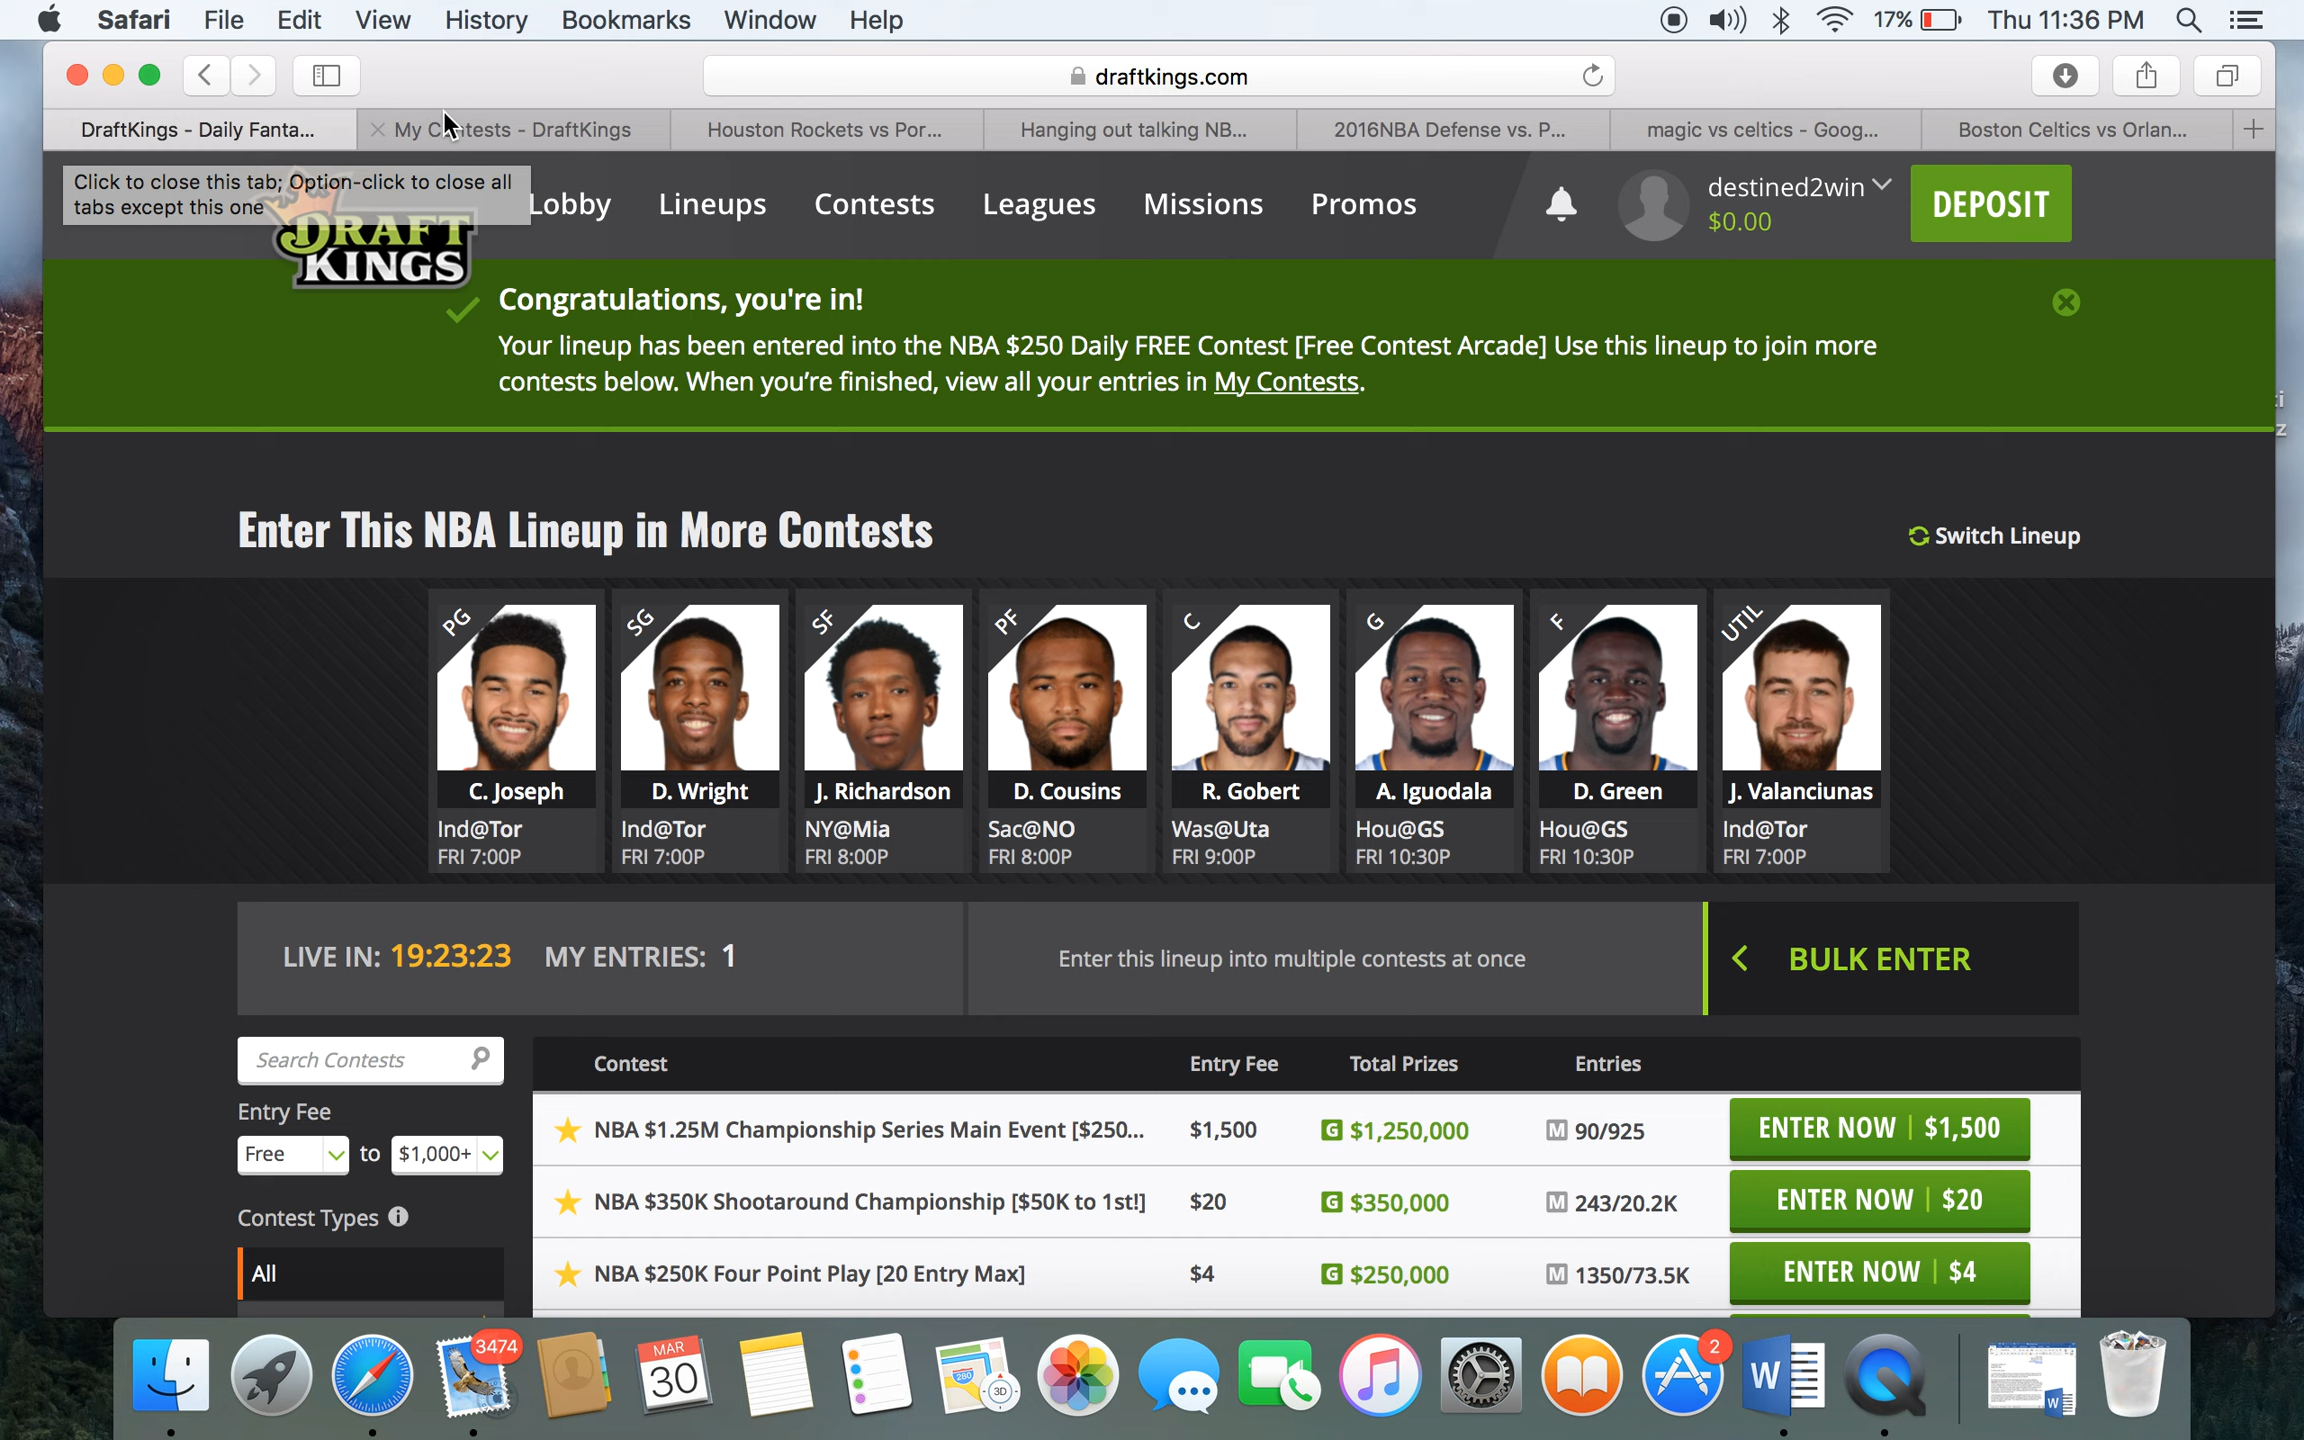 Safari File Edit View History Bookmarks Window Help 17% Thu 11:36 PM
draftkings.com
DraftKings - Daily Fanta... My C tests - DraftKings Houston Rockets vs Por... Hanging out talking NB... 2016NBA Defense vs. P... magic vs celtics - Goog... Boston Celtics vs Orlan...
Click to close this tab; Option-click to close all
tabs except this one
DRAFT
KINGS
Lobby Lineups Contests Leagues Missions Promos
destined2win
$0.00
DEPOSIT
Congratulations, you're in!
Your lineup has been entered into the NBA $250 Daily FREE Contest [Free Contest Arcade] Use this lineup to join more
contests below. When you’re finished, view all your entries in My Contests.
Enter This NBA Lineup in More Contests
Switch Lineup
PG SG SF PF C G F UTIL
C. Joseph D. Wright J. Richardson D. Cousins R. Gobert A. Iguodala D. Green J. Valanciunas
Ind@Tor Ind@Tor NY@Mia Sac@NO Was@Uta Hou@GS Hou@GS Ind@Tor
FRI 7:00P FRI 7:00P FRI 8:00P FRI 8:00P FRI 9:00P FRI 10:30P FRI 10:30P FRI 7:00P
LIVE IN: 19:23:23 MY ENTRIES: 1
Enter this lineup into multiple contests at once
BULK ENTER
Search Contests
Entry Fee
Free to $1,000+
Contest Types
All
Contest Entry Fee Total Prizes Entries
NBA $1.25M Championship Series Main Event [$250... $1,500 G $1,250,000 M 90/925 ENTER NOW | $1,500
NBA $350K Shootaround Championship [$50K to 1st!] $20 G $350,000 M 243/20.2K ENTER NOW | $20
NBA $250K Four Point Play [20 Entry Max] $4 G $250,000 M 1350/73.5K ENTER NOW | $4
3474
MAR
30
280
3D
2
W
W